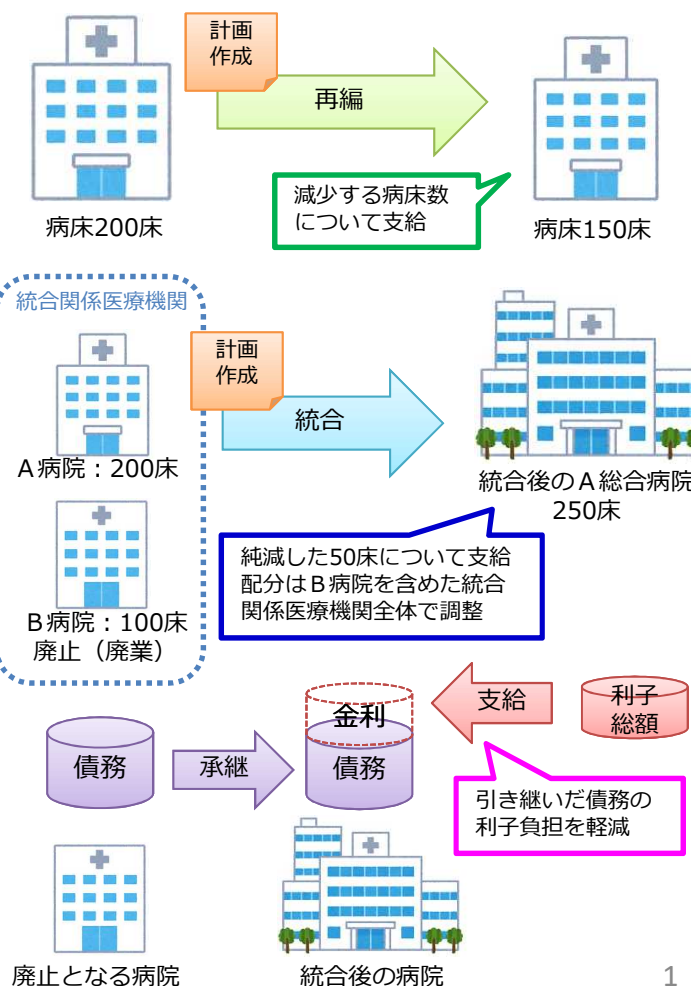 計画
作成
再編
減少する病床数
について支給
病床200床
病床150床
統合関係医療機関
計画
作成
統合
A病院：200床
統合後のA総合病院
250床
純減した50床について支給
配分はB病院を含めた統合
関係医療機関全体で調整
B病院：100床
廃止（廃業）
債務
承継
金利
債務
支給
利子
総額
引き継いだ債務の
利子負担を軽減
廃止となる病院
統合後の病院
1